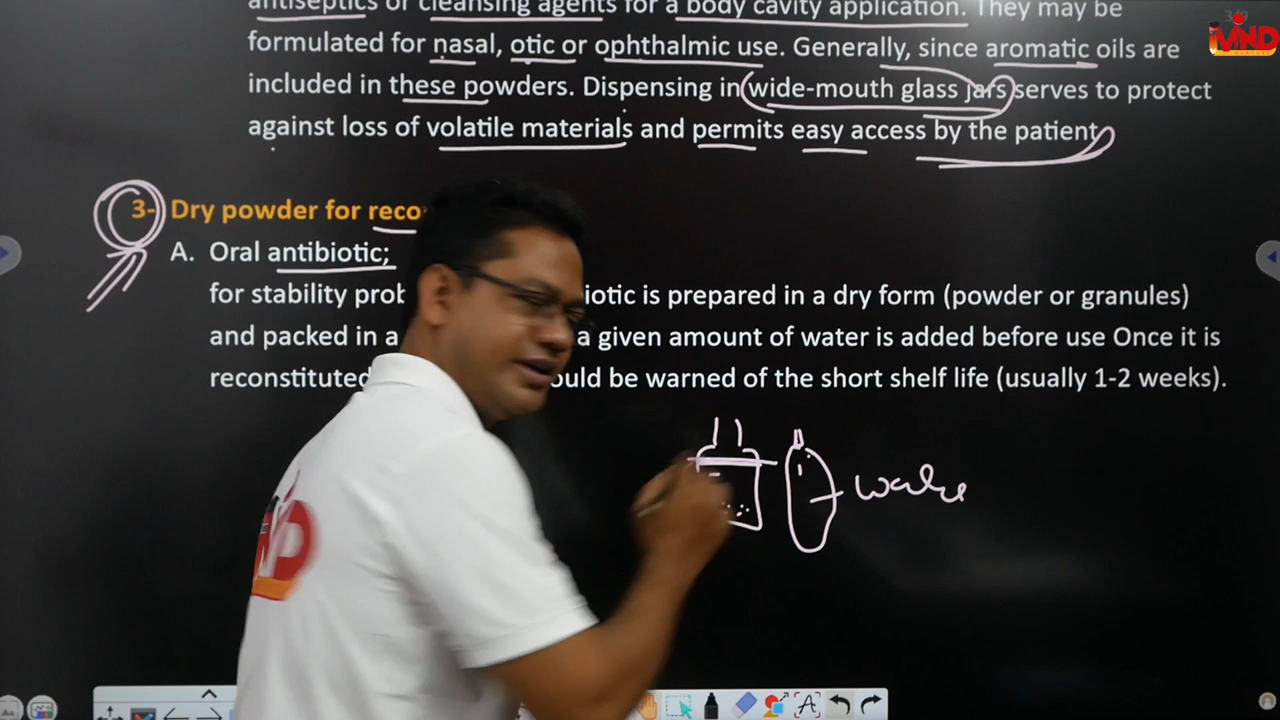 antiseptics or cleansing agents for a body cavity application. They may be
formulated for nasal, otic or ophthalmic use. Generally, since aromatic oils are
included in these powders. Dispensing in wide-mouth glass jars serves to protect
against loss of volatile materials and permits easy access by the patient
3- Dry powder for reco
A. Oral antibiotic;
for stability prob iotic is prepared in a dry form (powder or granules)
and packed in a a given amount of water is added before use Once it is
reconstituted ould be warned of the short shelf life (usually 1-2 weeks).